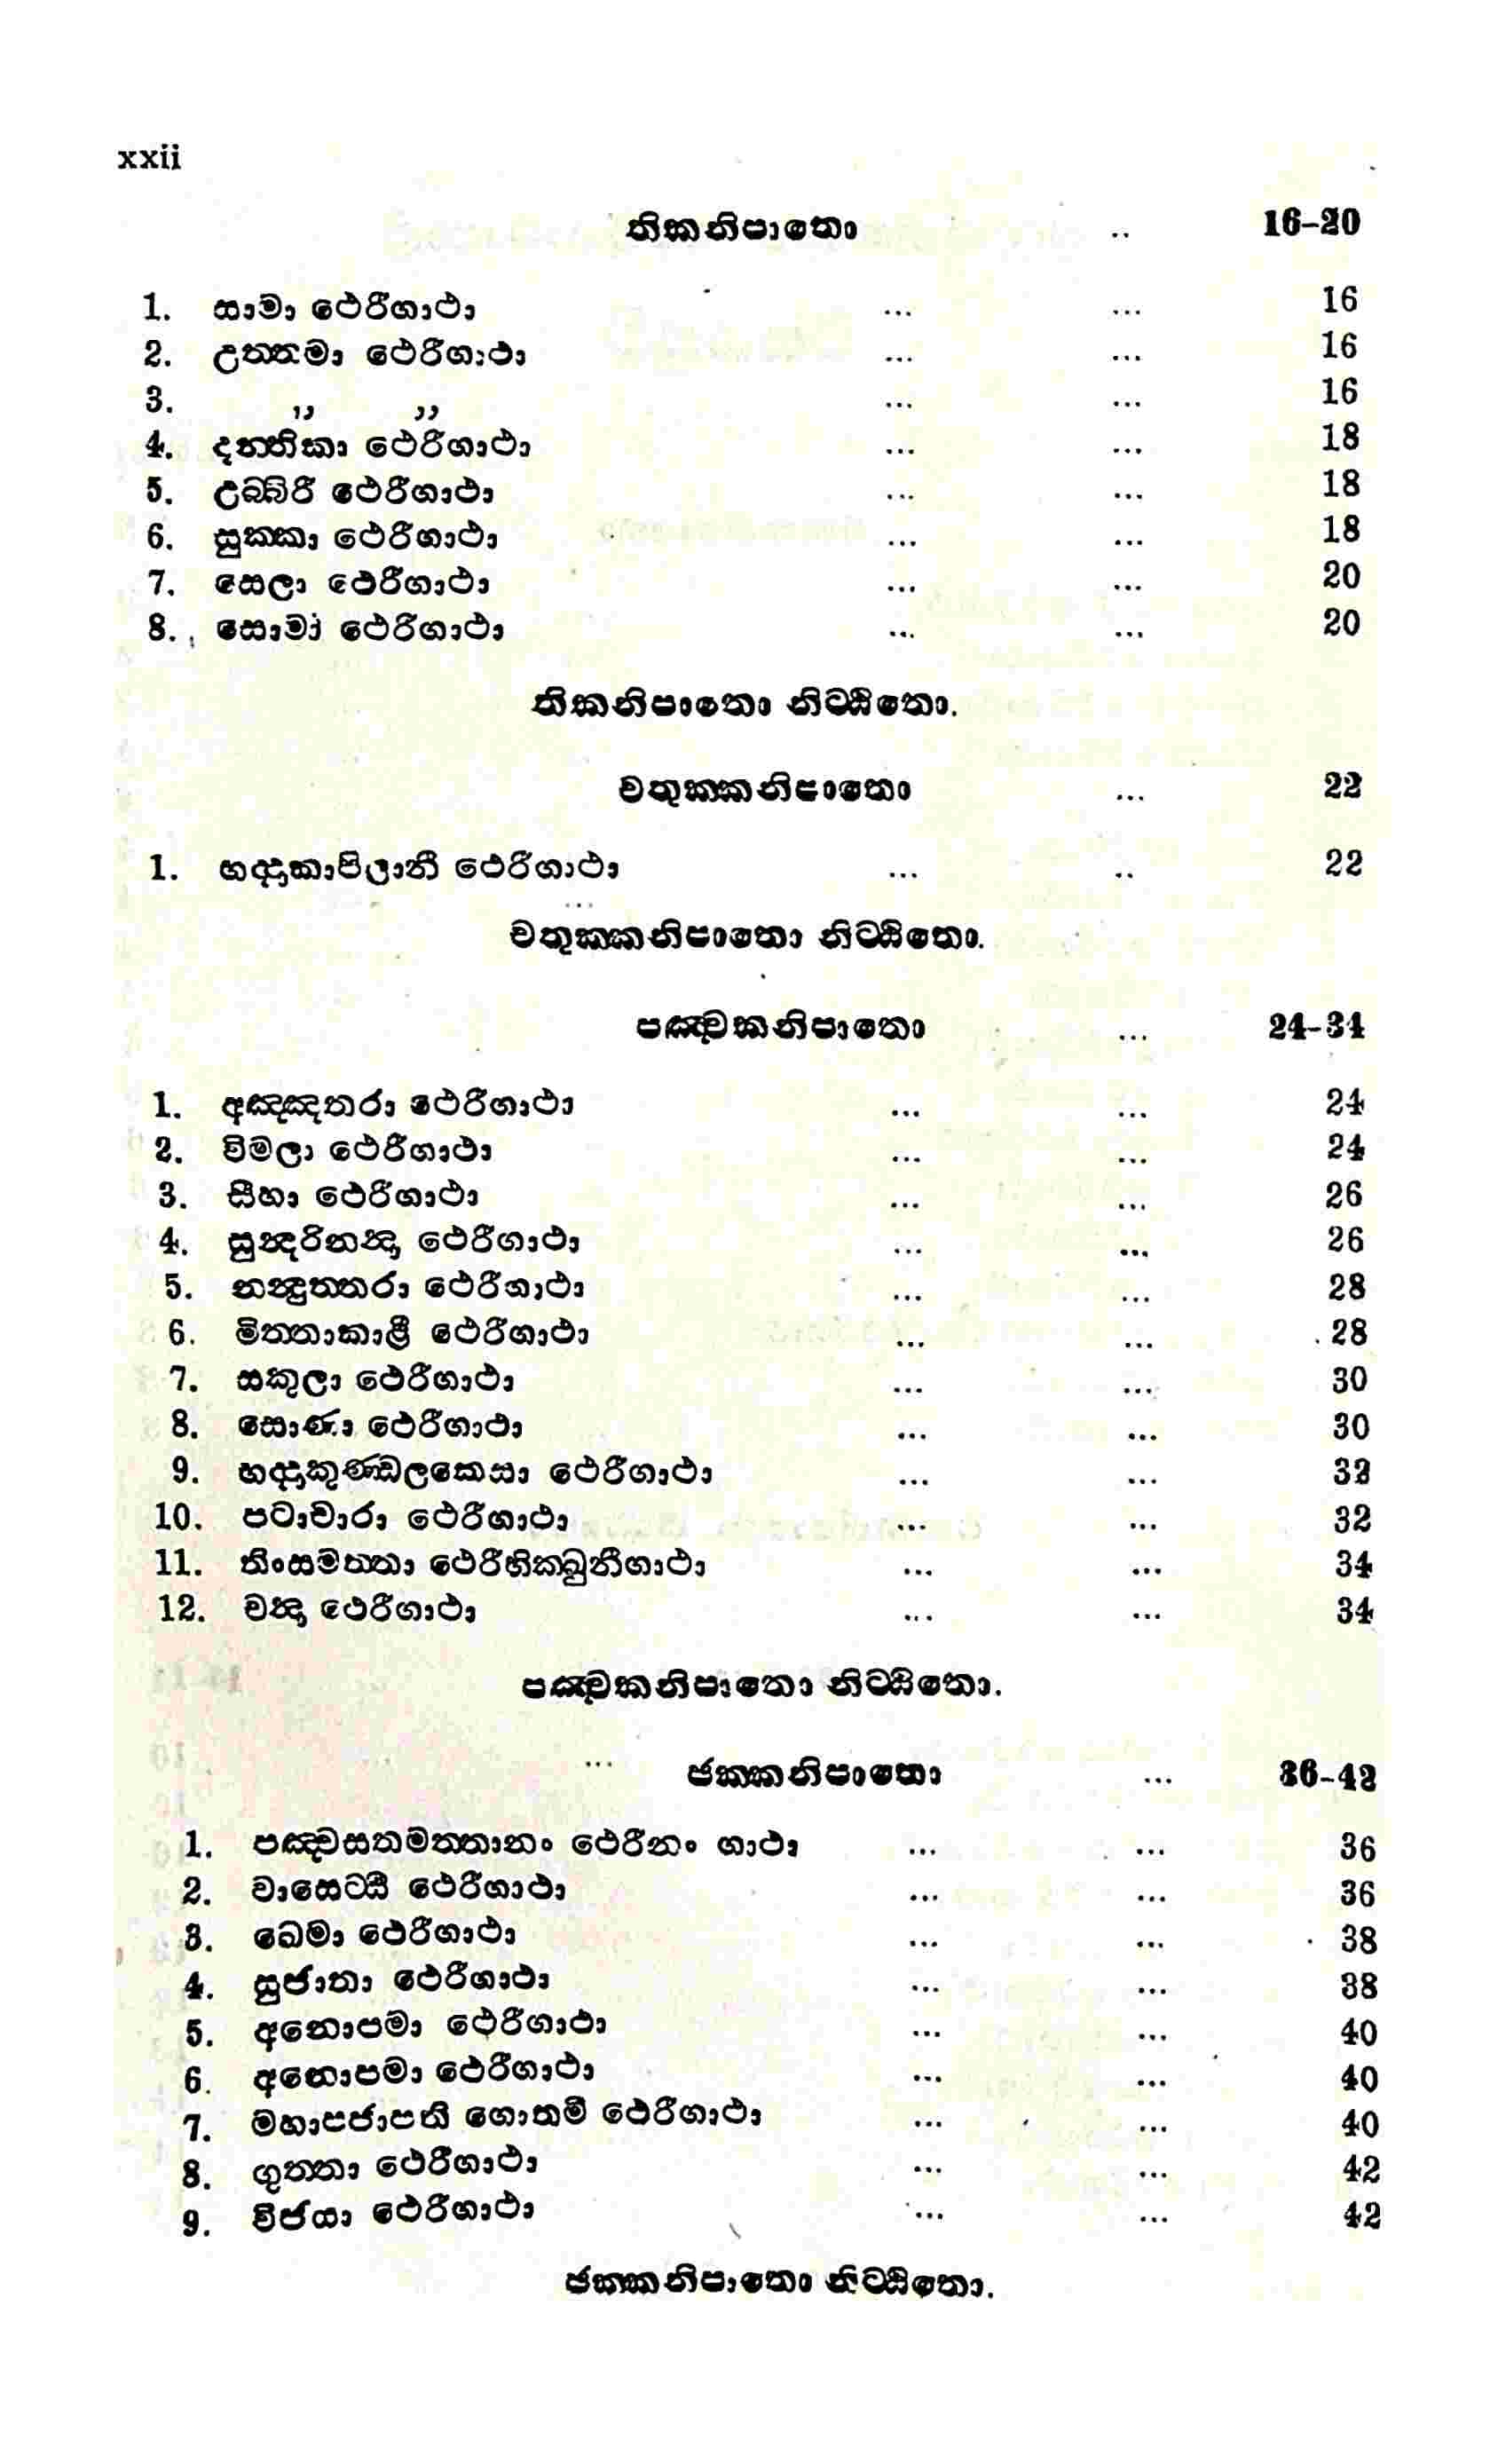 xxii
තිකනිපාතො .. 16-20
1. සාමා ථෙරීගාථා ... ... 16
2. උත්තමා ථෙරීගාථා ... ... 16
3. ,, ,, ... ... 16
4. දන්තිකා ථෙරීගාථා ... ... 18
5. උබ්බිරී ථෙරීගාථා ... ... 18
6. සුක්කා ථෙරීගාථා ... ... 18
7. සෙලා ථෙරීගාථා ... ... 20
8. සොමා ථෙරීගාථා ... ... 20
තිකනිපාතො නිට්ඨිතො.
චතුක්කනිපාතො ... 22
1. භද්දාකාපිලානී ථෙරීගාථා ... .. 22
චතුක්කනිපාතො නිට්ඨිතො.
පඤ්චකනිපාතො ... 24-34
1. අඤ්ඤතරා ථෙරීගාථා ... ... 24
2. විමලා ථෙරීගාථා ... ... 24
3. සීහා ථෙරීගාථා ... ... 26
4. සුන්දරිනන්දා ථෙරීගාථා ... ... 26
5. නන්දුත්තරා ථෙරීගාථා ... ... 28
6. මිත්තාකාළී ථෙරීගාථා ... ... 28
7. සකුලා ථෙරීගාථා ... ... 30
8. සොණා ථෙරීගාථා ... ... 30
9. භද්දාකුණ්ඩලකෙසා ථෙරීගාථා ... ... 32
10. පටාචාරා ථෙරීගාථා ... ... 32
11. තිංසමත්තා ථෙරීභික්ඛුනීගාථා ... ... 34
12. චන්දා ථෙරීගාථා ... ... 34
පඤ්චකනිපාතො නිට්ඨිතො.
ඡක්කනිපාතො ... 36-42
1. පඤ්චසතමත්තානං ථෙරීනං ගාථා ... ... 36
2. වාසෙට්ඨී ථෙරීගාථා ... ... 36
3. ඛෙමා ථෙරීගාථා ... ... 38
4. සුජාතා ථෙරීගාථා ... ... 38
5. අනොපමා ථෙරීගාථා ... ... 40
6. අනොපමා ථෙරීගාථා ... ... 40
7. මහාපජාපතී ගොතමී ථෙරීගාථා ... ... 40
8. ගුත්තා ථෙරීගාථා ... ... 42
9. විජයා ථෙරීගාථා ... ... 42
ඡක්කනිපාතො නිට්ඨිතො.